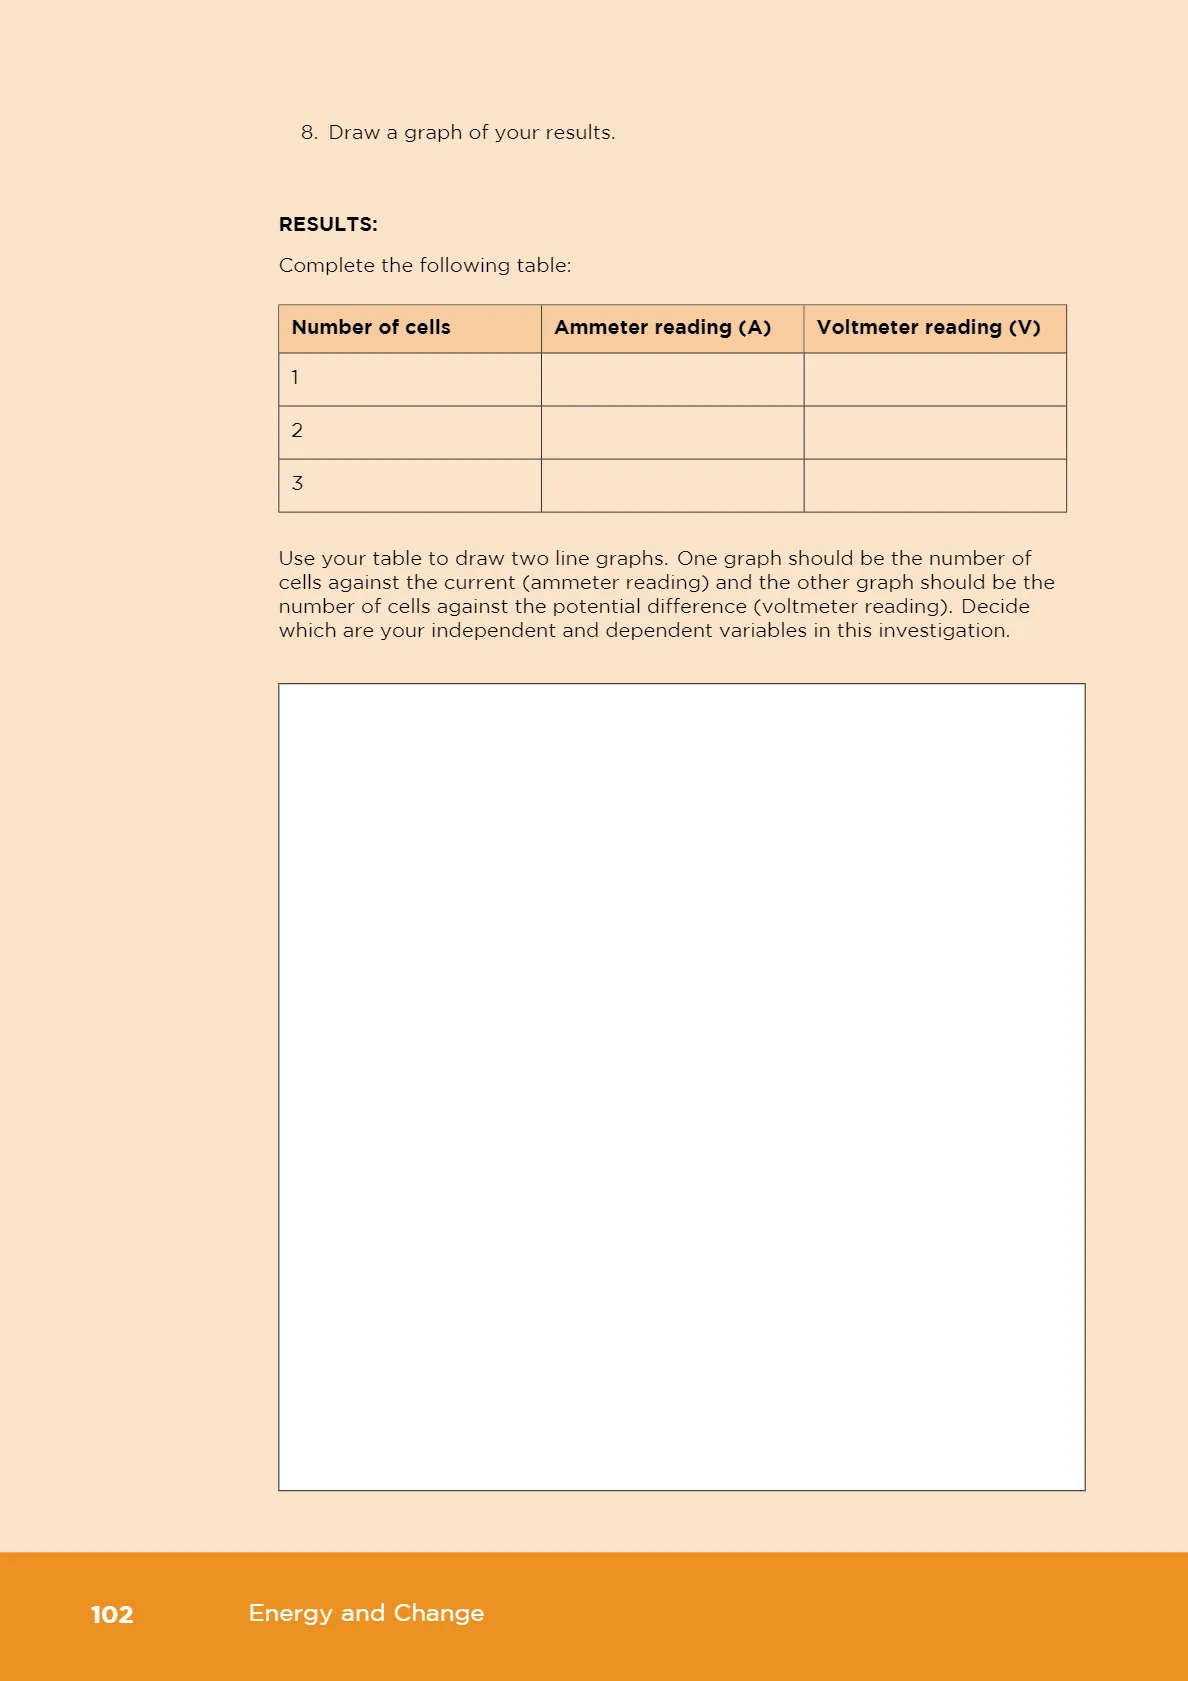 8. Draw a graph of your results.
RESULTS:
Complete the following table:
Number of cells Ammeter reading (A) Voltmeter reading (V)
1
2
3
Use your table to draw two line graphs. One graph should be the number of
cells against the current (ammeter reading) and the other graph should be the
number of cells against the potential difference (voltmeter reading). Decide
which are your independent and dependent variables in this investigation.
102 Energy and Change